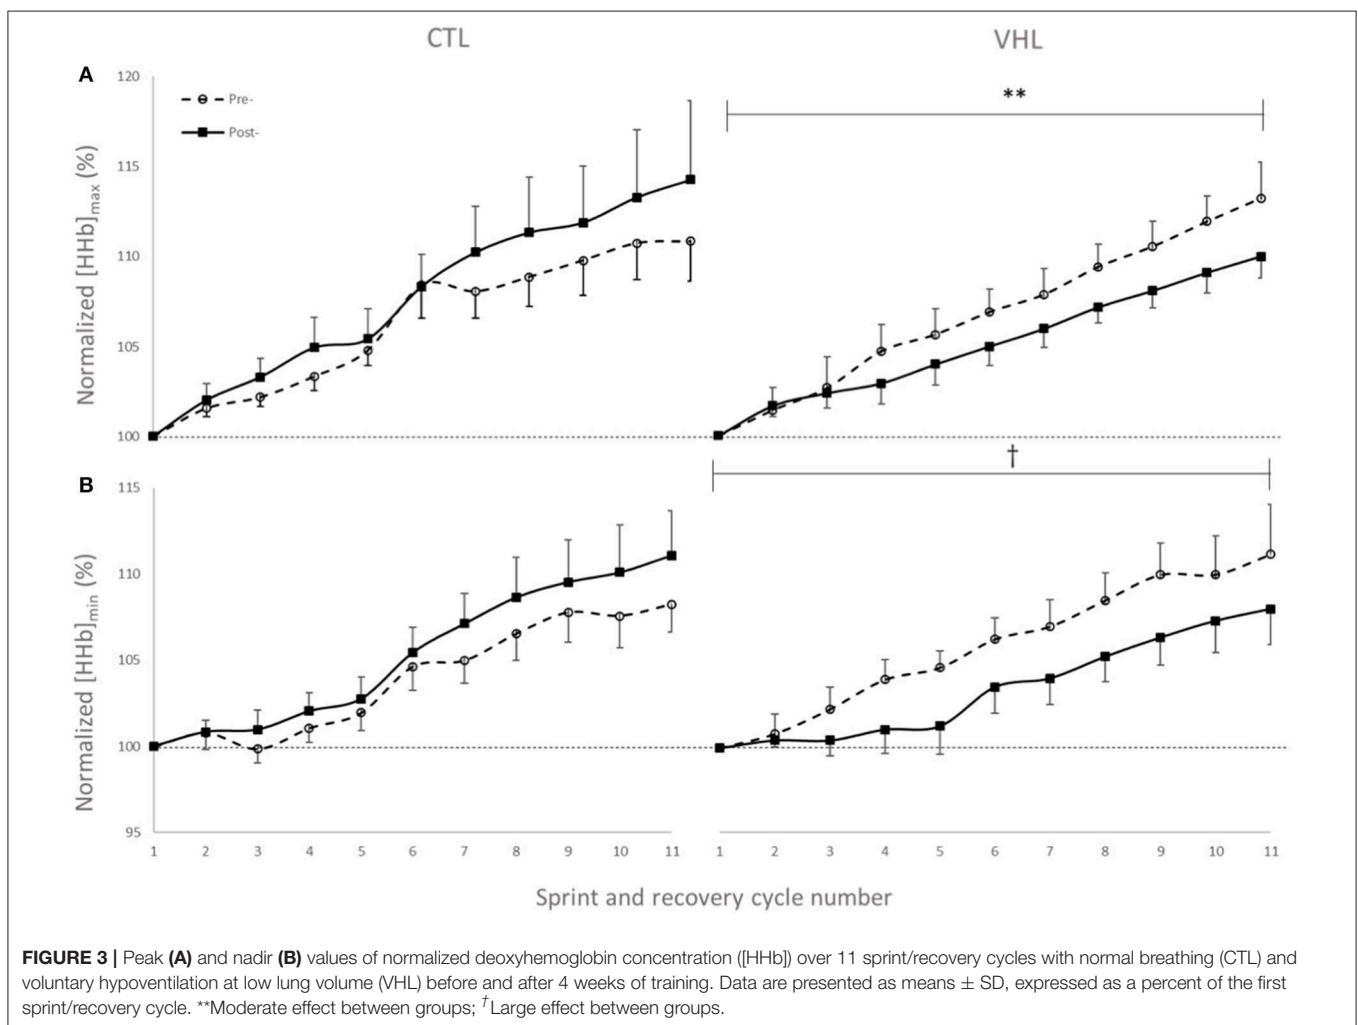 CTL VHL
A
120
115
110
105
100
Normalized [HHb]max (%)
Pre-
Post-
**
B
115
110
105
100
95
Normalized [HHb]min (%)
†
1 2 3 4 5 6 7 8 9 10 11 1 2 3 4 5 6 7 8 9 10 11
Sprint and recovery cycle number
FIGURE 3 | Peak (A) and nadir (B) values of normalized deoxyhemoglobin concentration ([HHb]) over 11 sprint/recovery cycles with normal breathing (CTL) and
voluntary hypoventilation at low lung volume (VHL) before and after 4 weeks of training. Data are presented as means ± SD, expressed as a percent of the first
sprint/recovery cycle. **Moderate effect between groups; †Large effect between groups.